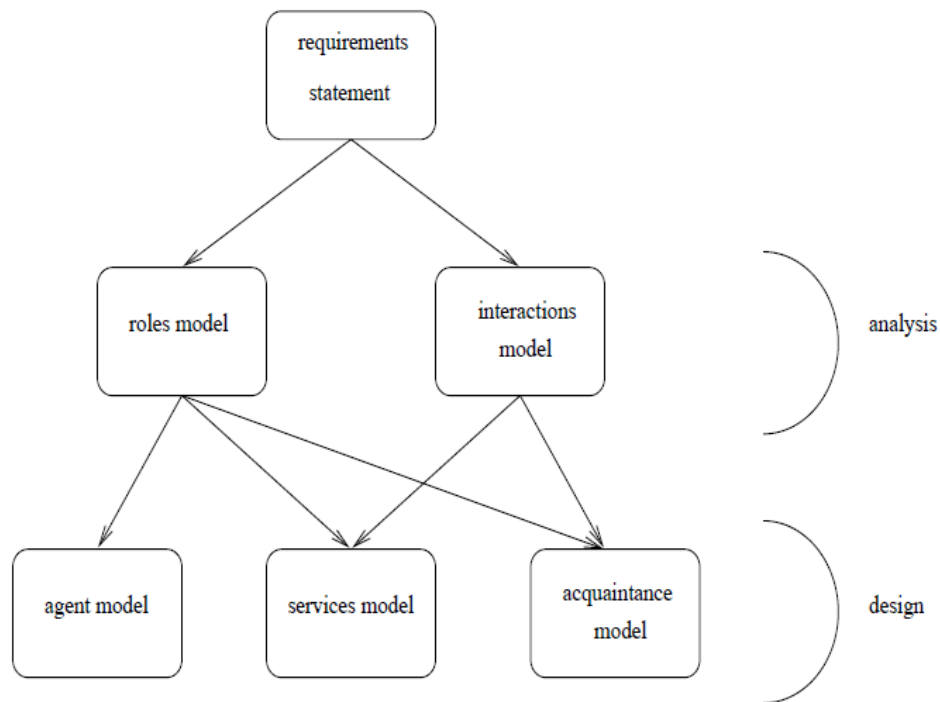 requirements
statement
roles model
interactions
model
analysis
agent model
services model
acquaintance
model
design